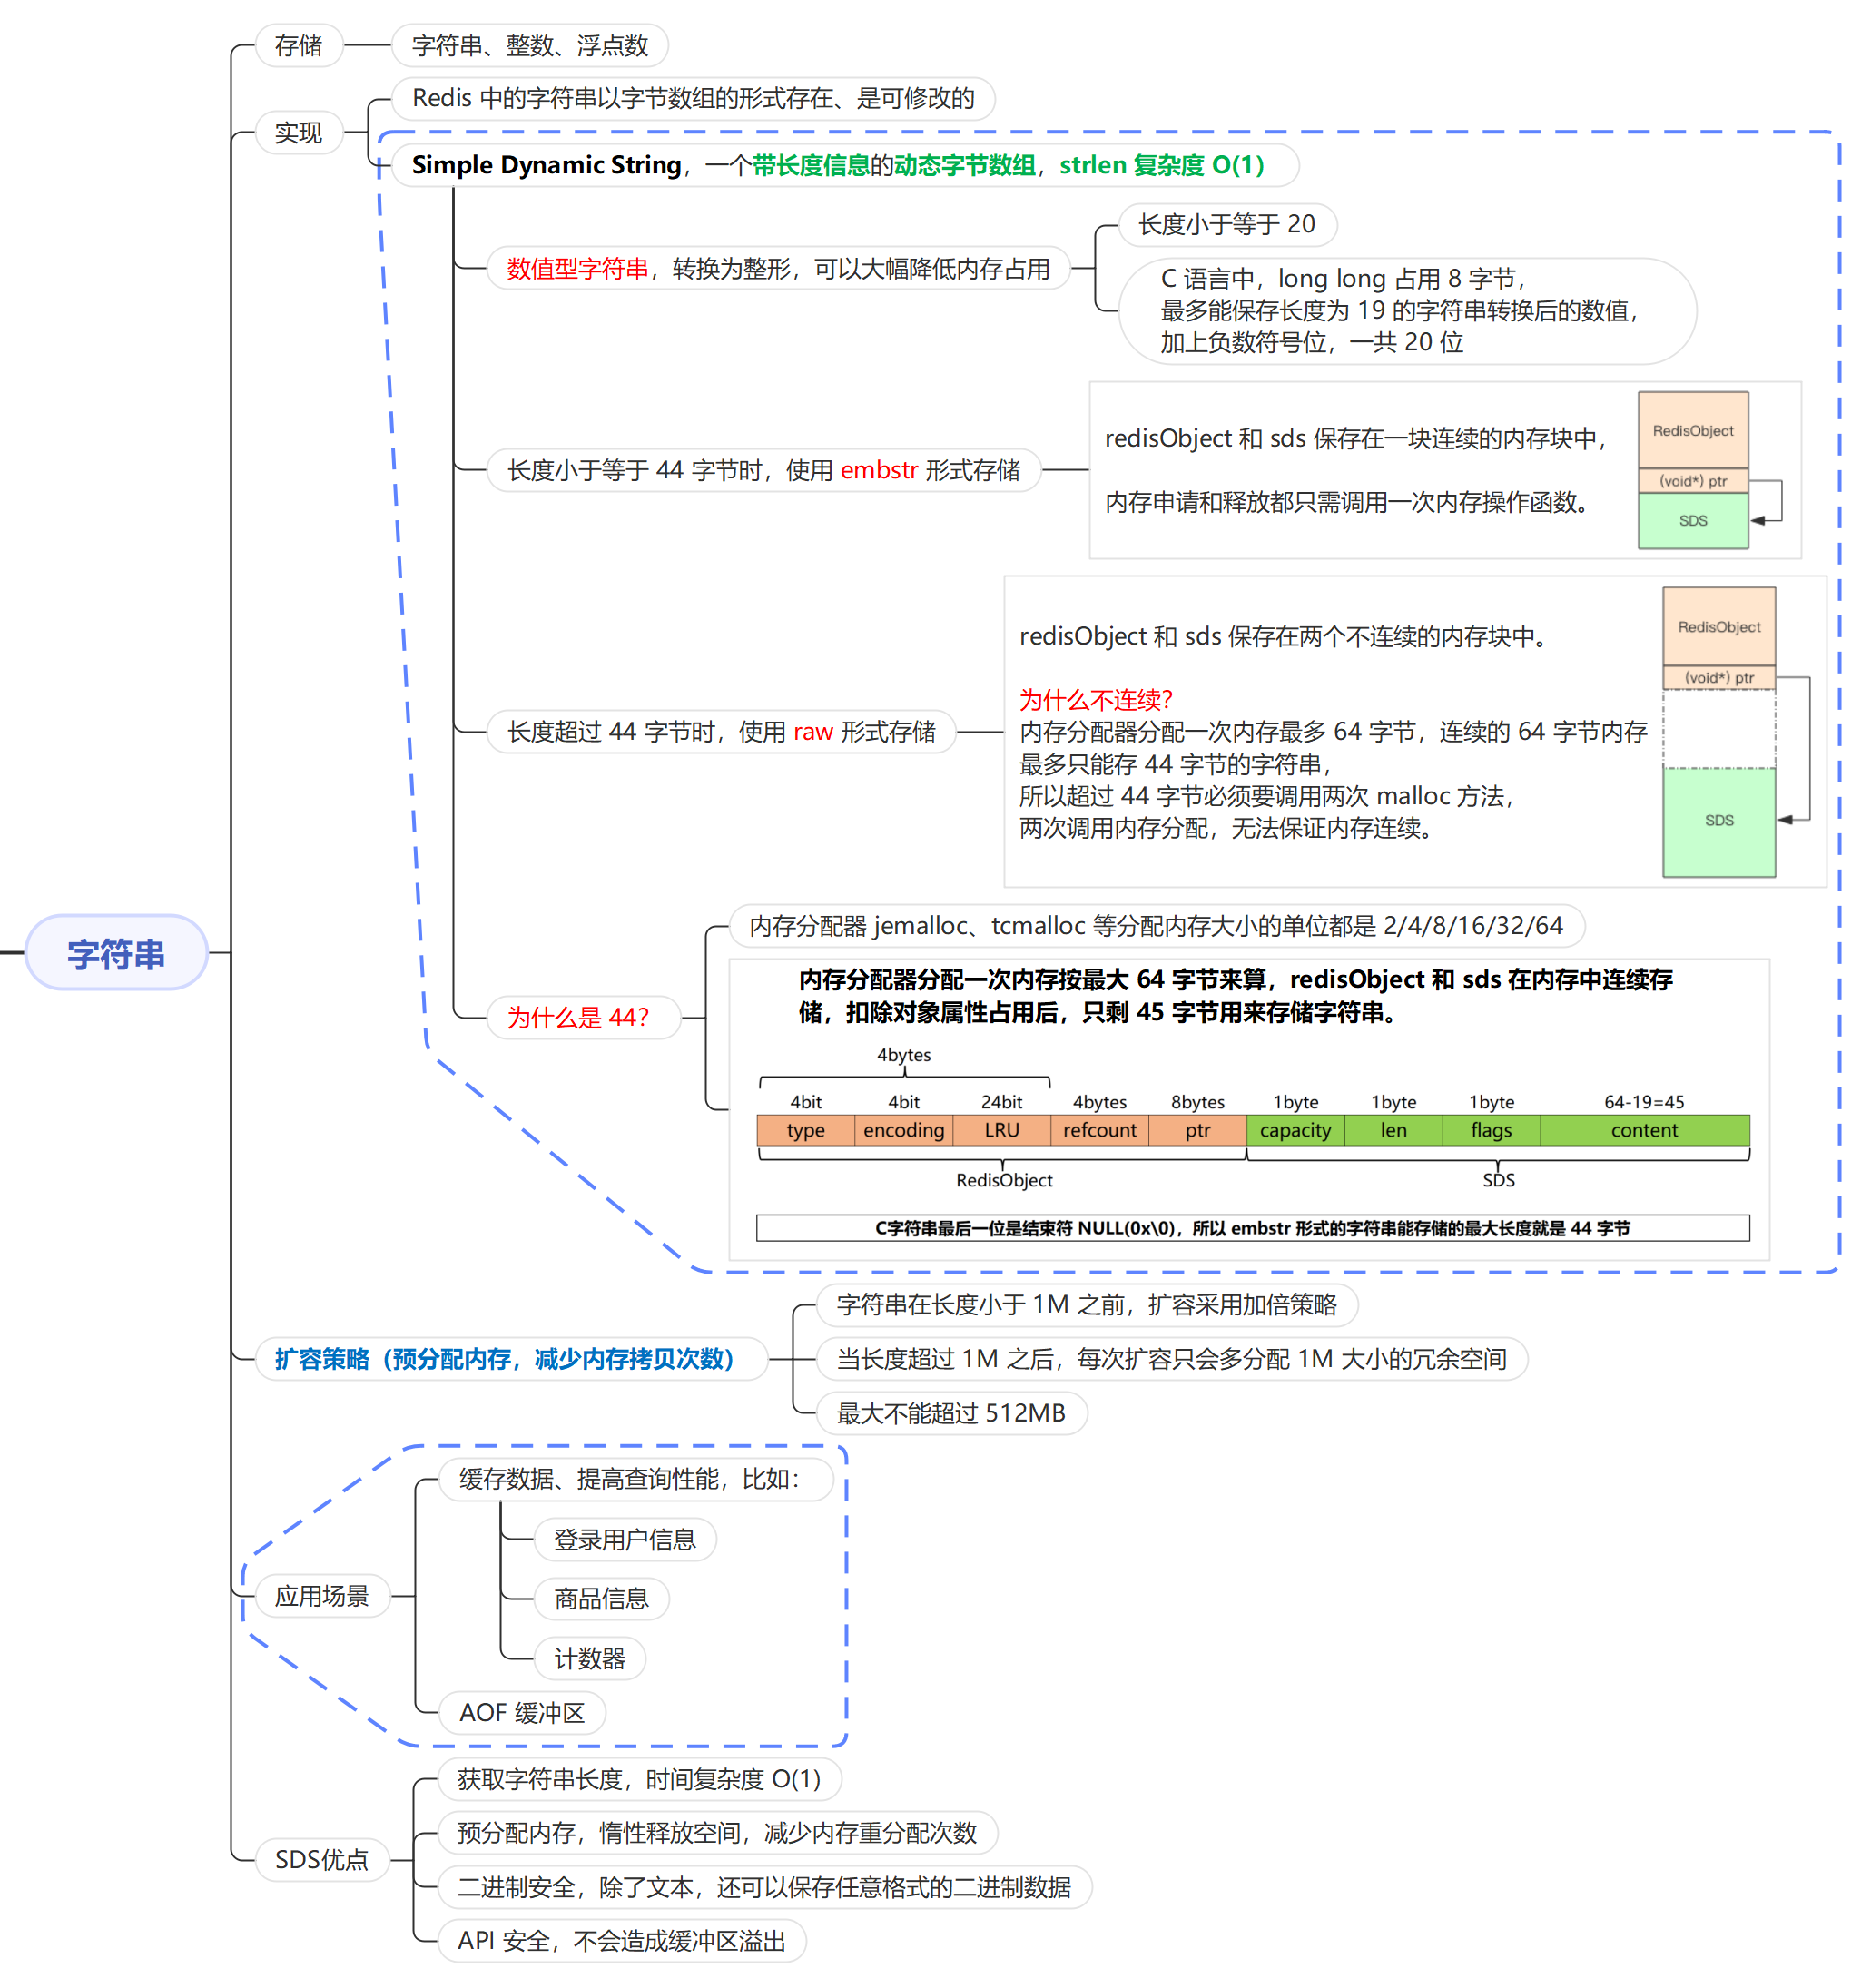 存储
字符串、整数、浮点数
实现
Redis 中的字符串以字节数组的形式存在、是可修改的
Simple Dynamic String，一个带长度信息的动态字节数组，strlen 复杂度 O(1)
数值型字符串，转换为整形，可以大幅降低内存占用
长度小于等于 20
C 语言中，long long 占用 8 字节，
最多能保存长度为 19 的字符串转换后的数值，
加上负数符号位，一共 20 位
长度小于等于 44 字节时，使用 embstr 形式存储
redisObject 和 sds 保存在一块连续的内存块中，
内存申请和释放都只需调用一次内存操作函数。
RedisObject
(void*) ptr
SDS
长度超过 44 字节时，使用 raw 形式存储
redisObject 和 sds 保存在两个不连续的内存块中。
为什么不连续？
内存分配器分配一次内存最多 64 字节，连续的 64 字节内存
最多只能存 44 字节的字符串，
所以超过 44 字节必须要调用两次 malloc 方法，
两次调用内存分配，无法保证内存连续。
RedisObject
(void*) ptr
SDS
字符串
为什么是 44？
内存分配器 jemalloc、tcmalloc 等分配内存大小的单位都是 2/4/8/16/32/64
内存分配器分配一次内存按最大 64 字节来算，redisObject 和 sds 在内存中连续存
储，扣除对象属性占用后，只剩 45 字节用来存储字符串。
4bytes
4bit 4bit 24bit 4bytes 8bytes 1byte 1byte 1byte 64-19=45
type encoding LRU refcount ptr capacity len flags content
RedisObject SDS
C字符串最后一位是结束符 NULL(0x\0)，所以 embstr 形式的字符串能存储的最大长度就是 44 字节
扩容策略（预分配内存，减少内存拷贝次数）
字符串在长度小于 1M 之前，扩容采用加倍策略
当长度超过 1M 之后，每次扩容只会多分配 1M 大小的冗余空间
最大不能超过 512MB
应用场景
缓存数据、提高查询性能，比如：
登录用户信息
商品信息
计数器
AOF 缓冲区
SDS优点
获取字符串长度，时间复杂度 O(1)
预分配内存，惰性释放空间，减少内存重分配次数
二进制安全，除了文本，还可以保存任意格式的二进制数据
API 安全，不会造成缓冲区溢出